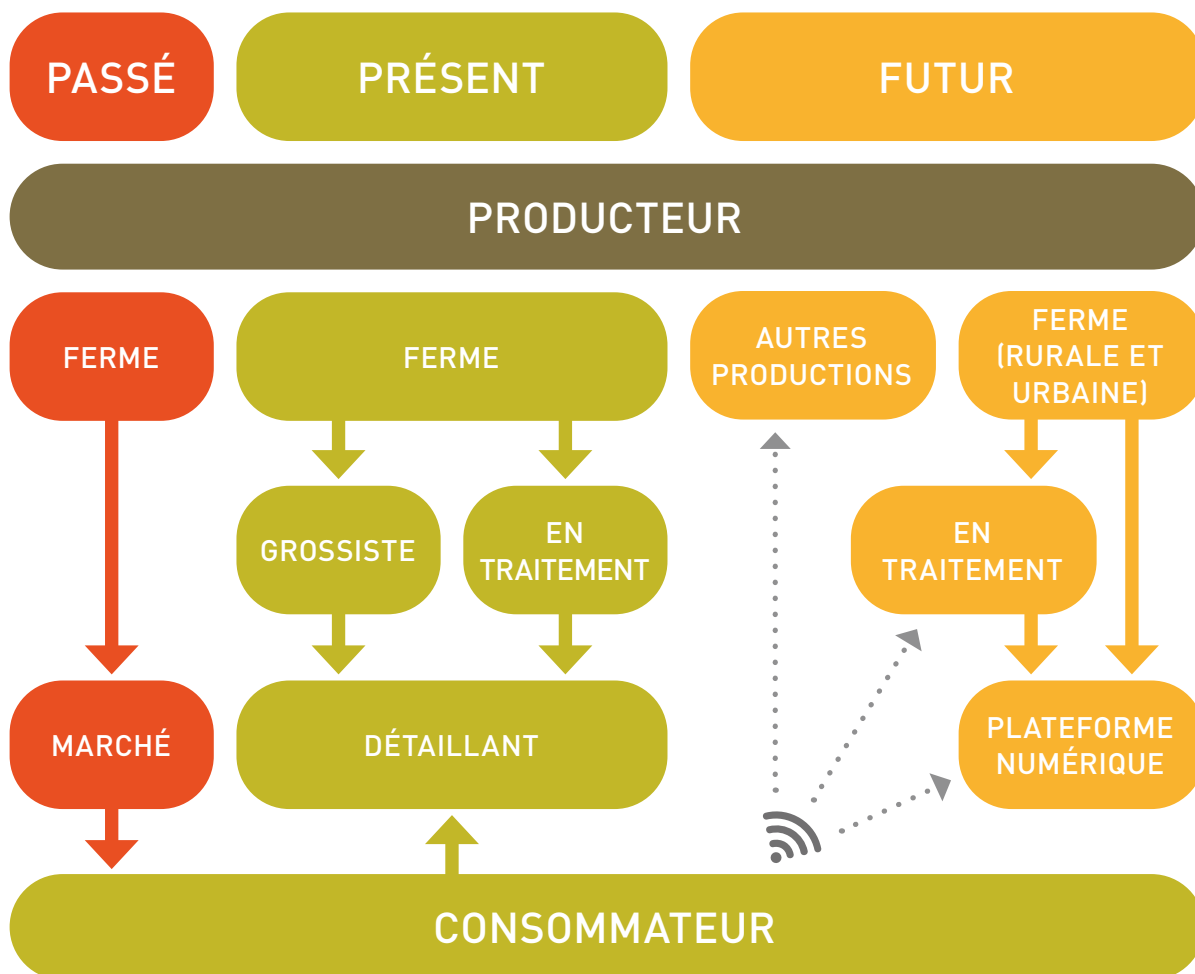 PASSÉ
PRÉSENT
FUTUR
PRODUCTEUR
FERME
FERME
AUTRES
PRODUCTIONS
FERME
(RURALE ET
URBAINE)
GROSSISTE
EN
TRAITEMENT
EN
TRAITEMENT
MARCHÉ
DÉTAILLANT
PLATEFORME
NUMÉRIQUE
CONSOMMATEUR